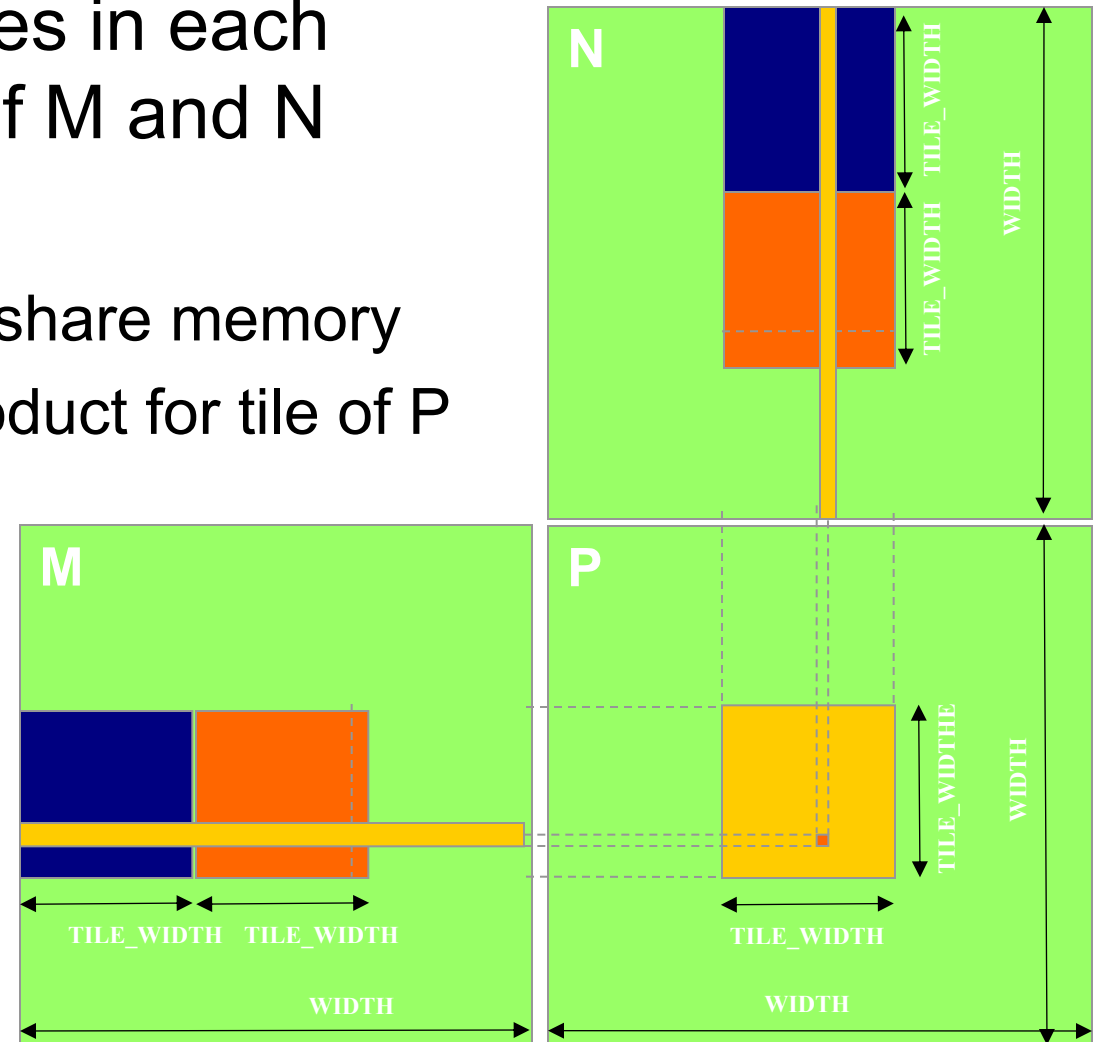 es in each
f M and N
share memory
oduct for tile of P
N
TILE_WIDTH
TILE_WIDTH
WIDTH
M
TILE_WIDTH TILE_WIDTH
WIDTH
P
TILE_WIDTHE
WIDTH
TILE_WIDTH
WIDTH